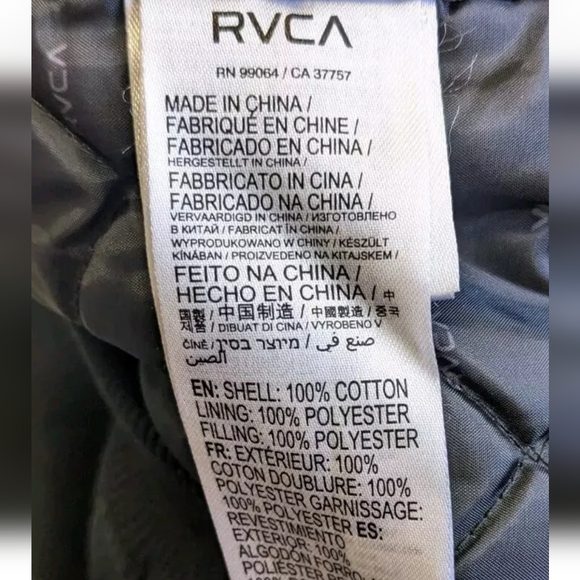 RVCA
RN 99064 / CA 37757
MADE IN CHINA /
FABRIQUÉ EN CHINE /
FABRICADO EN CHINA /
HERGESTELLT IN CHINA /
FABBRICATO IN CINA /
FABRICADO NA CHINA /
VERVAARDIGD IN CHINA / ИЗГОТОВЛЕНО
В КИТАЙ / FABRICAT ÎN CHINA /
WYPRODUKOWANO W CHINY / KÉSZÜLT
KÍNÁBAN / PROIZVEDENO NA KITAJSKEM /
FEITO NA CHINA /
HECHO EN CHINA / 中
国製 / 中国制造 / 中國製造 / 중국
제품 / DIBUAT DI CINA / VYROBENO V
ČÍNĚ / מיוצר בסין / صنع في
الصين
EN: SHELL: 100% COTTON
LINING: 100% POLYESTER
FILLING: 100% POLYESTER
FR: EXTÉRIEUR: 100%
COTON DOUBLURE: 100%
POLYESTER GARNISSAGE:
100% POLYESTER ES:
REVESTIMIENTO
EXTERIOR: 100%
ALGODÓN FORRO:
POLIÉSTER
RVCA